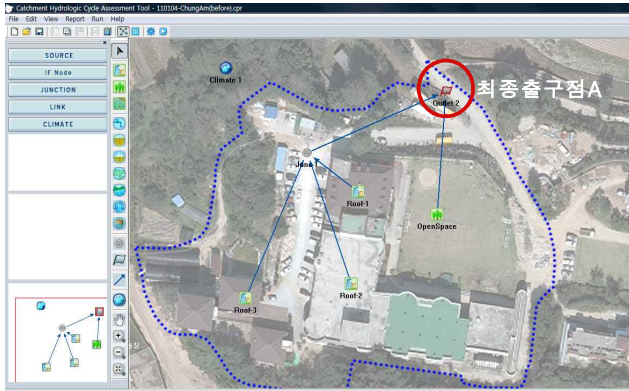 Catchment Hydrologic Cycle Assessment Tool - 110104-ChungAm(before).cpr
File Edit View Report Run Help
SOURCE
IF Node
JUNCTION
LINK
CLIMATE
Climate 1
최종출구점A
Outlet 2
Junc-1
Roof-1
OpenSpace
Roof-3
Roof-2